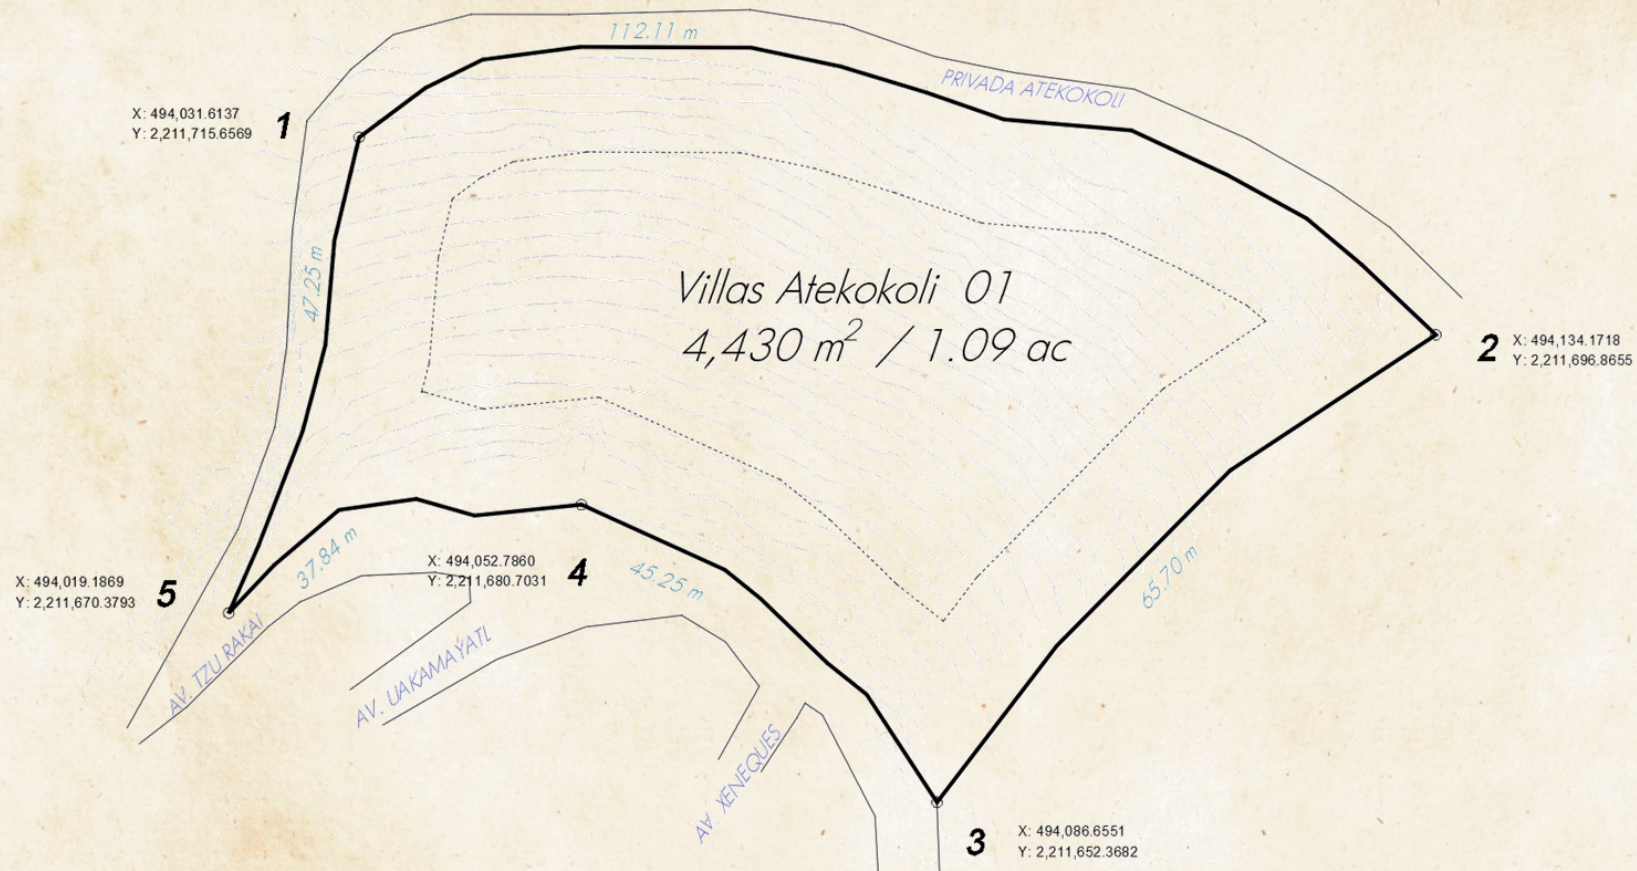 112.11 m
PRIVADA ATEKOKOLI
X: 494,031.6137
Y: 2,211,715.6569
1
47.25 m
Villas Atekokoli 01
4,430 m² / 1.09 ac
2
X: 494,134.1718
Y: 2,211,696.8655
X: 494,019.1869
Y: 2,211,670.3793
5
37.84 m
X: 494,052.7860
Y: 2,211,680.7031
4
45.25 m
65.70 m
AV. TZU RAKAI
AV. UAKAMAYATL
AV. XENEQUES
3
X: 494,086.6551
Y: 2,211,652.3682